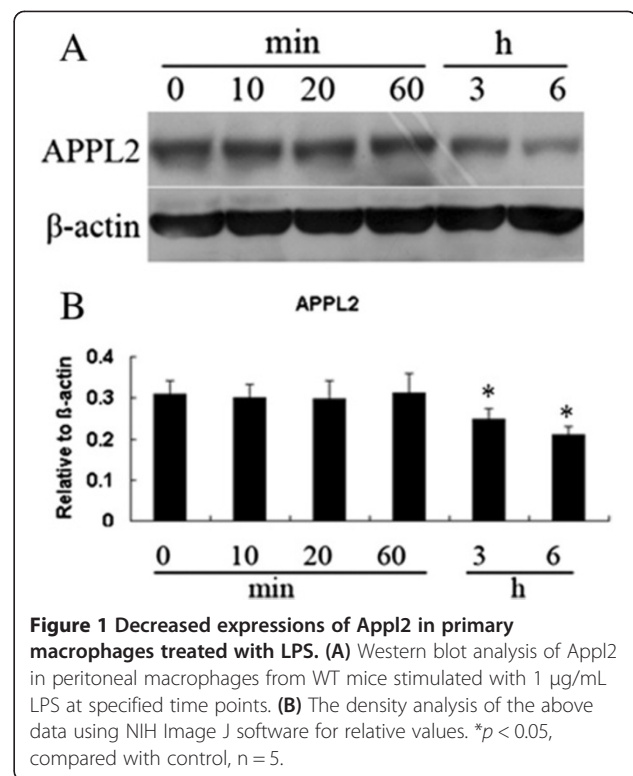 A
min h
0 10 20 60 3 6
APPL2
β-actin
B
APPL2
Relative to ß-actin
0.4
0.3
0.2
0.1
0
* *
0 10 20 60 3 6
min h
Figure 1 Decreased expressions of Appl2 in primary
macrophages treated with LPS. (A) Western blot analysis of Appl2
in peritoneal macrophages from WT mice stimulated with 1 μg/mL
LPS at specified time points. (B) The density analysis of the above
data using NIH Image J software for relative values. *p < 0.05,
compared with control, n = 5.